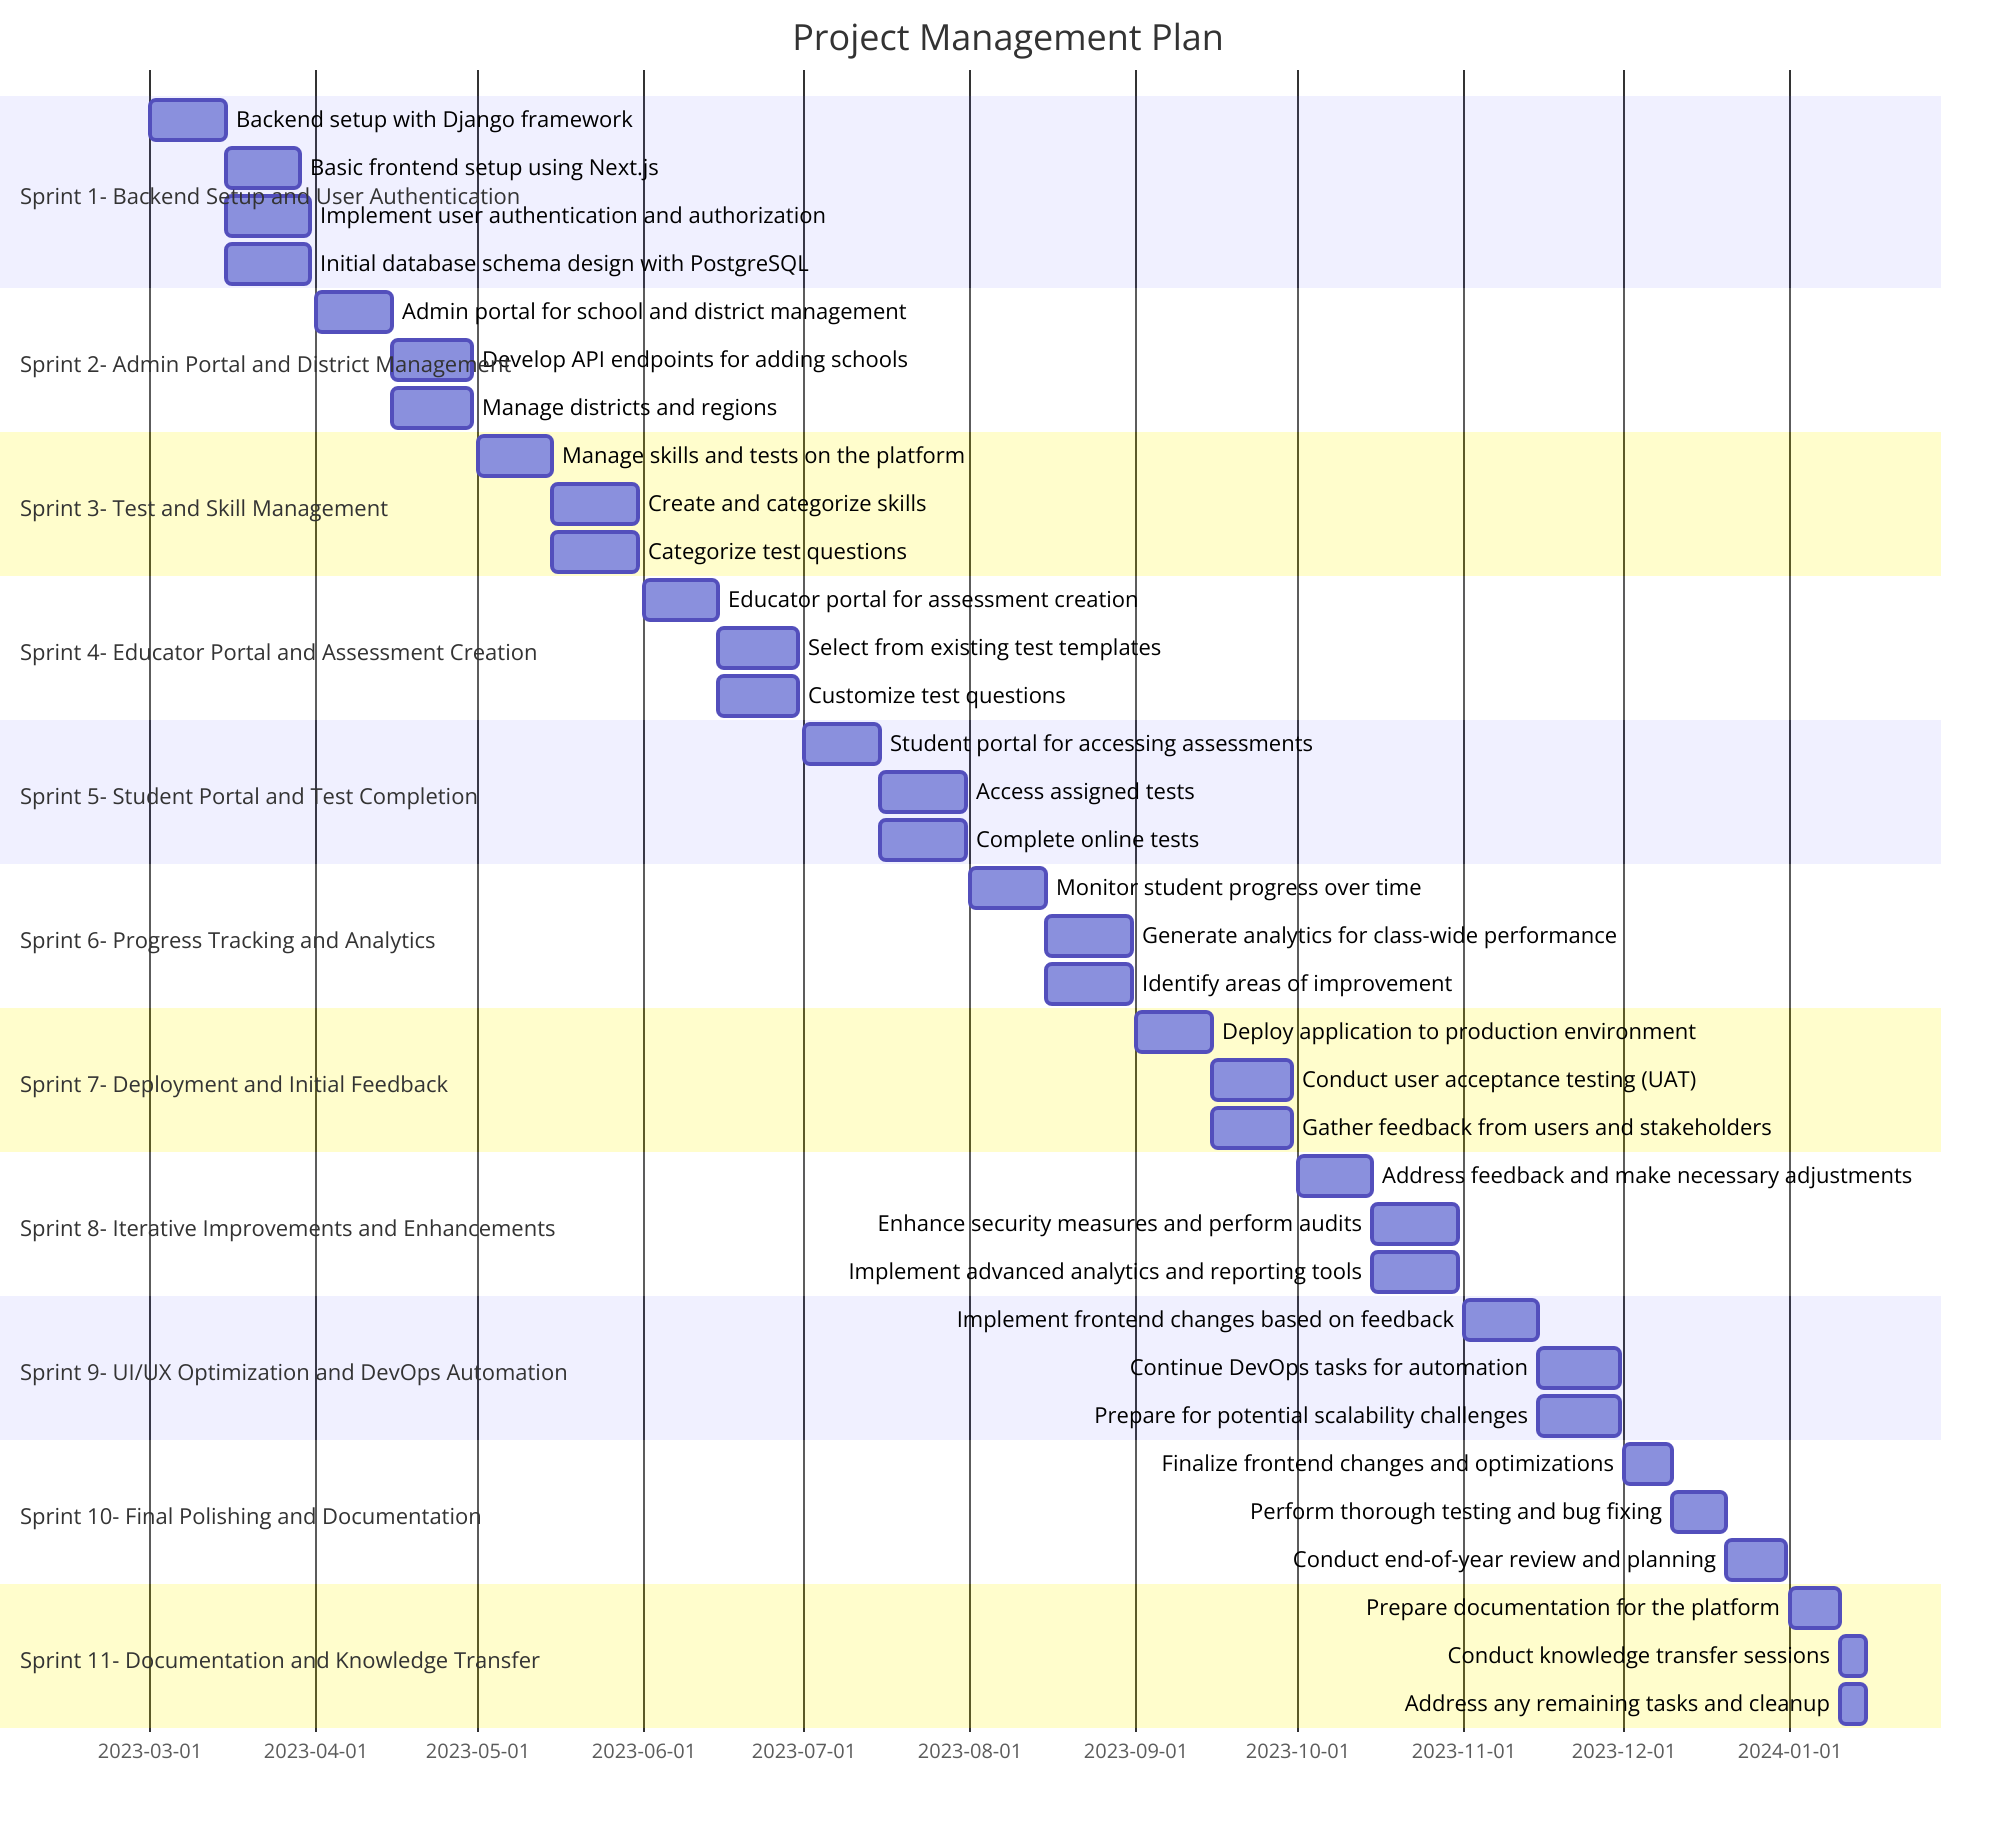 Project Management Plan
Backend setup with Django framework
Basic frontend setup using Next.js
Sprint 1- Backend Setup and User Authentication
Implement user authentication and authorization
Initial database schema design with PostgreSQL
Admin portal for school and district management
Develop API endpoints for adding schools
Sprint 2- Admin Portal and District Management
Manage districts and regions
Manage skills and tests on the platform
Create and categorize skills
Sprint 3- Test and Skill Management
Categorize test questions
Educator portal for assessment creation
Select from existing test templates
Sprint 4- Educator Portal and Assessment Creation
Customize test questions
Student portal for accessing assessments
Access assigned tests
Sprint 5- Student Portal and Test Completion
Complete online tests
Monitor student progress over time
Generate analytics for class-wide performance
Sprint 6- Progress Tracking and Analytics
Identify areas of improvement
Deploy application to production environment
Conduct user acceptance testing (UAT)
Sprint 7- Deployment and Initial Feedback
Gather feedback from users and stakeholders
Address feedback and make necessary adjustments
Enhance security measures and perform audits
Sprint 8- Iterative Improvements and Enhancements
Implement advanced analytics and reporting tools
Implement frontend changes based on feedback
Continue DevOps tasks for automation
Sprint 9- UI/UX Optimization and DevOps Automation
Prepare for potential scalability challenges
Finalize frontend changes and optimizations
Perform thorough testing and bug fixing
Sprint 10- Final Polishing and Documentation
Conduct end-of-year review and planning
Prepare documentation for the platform
Conduct knowledge transfer sessions
Sprint 11- Documentation and Knowledge Transfer
Address any remaining tasks and cleanup
2023-03-01 2023-04-01 2023-05-01 2023-06-01 2023-07-01 2023-08-01 2023-09-01 2023-10-01 2023-11-01 2023-12-01 2024-01-01